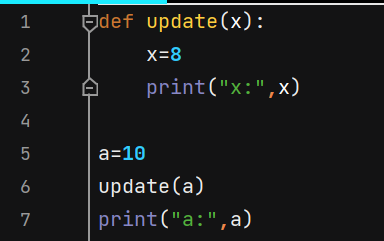 1 def update(x):
2     x=8
3     print("x:",x)
4
5 a=10
6 update(a)
7 print("a:",a)